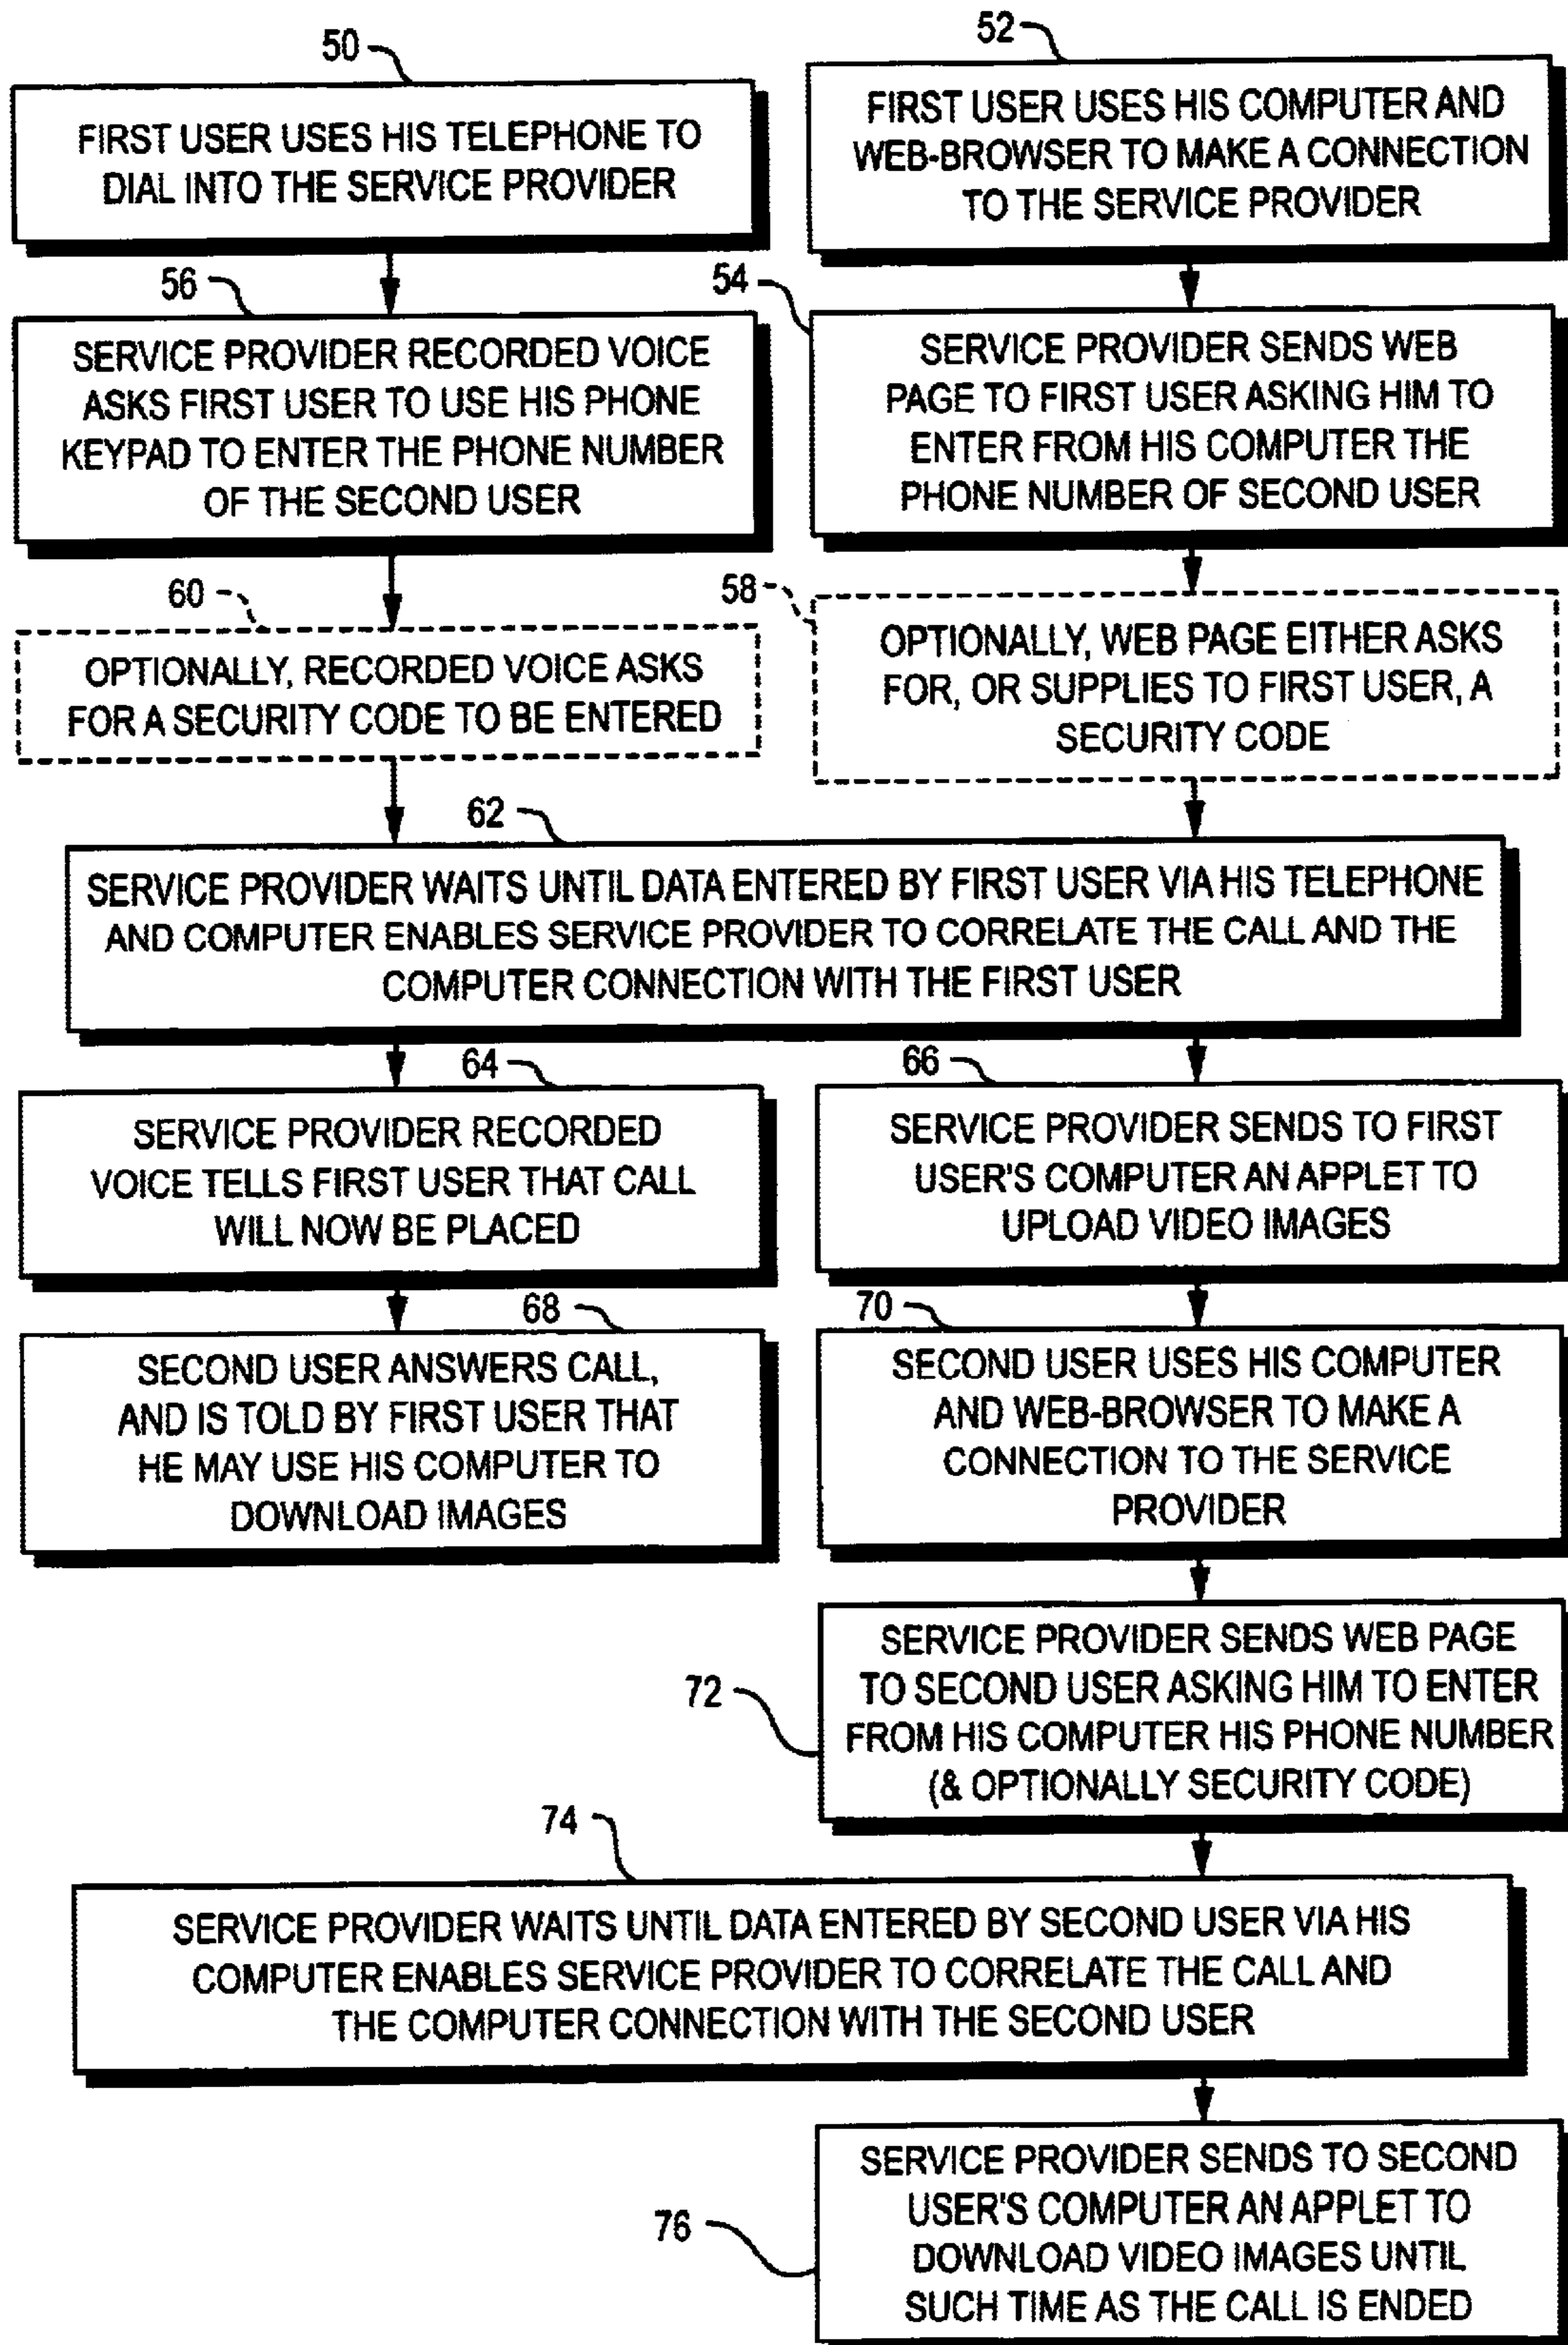 50
FIRST USER USES HIS TELEPHONE TO
DIAL INTO THE SERVICE PROVIDER
52
FIRST USER USES HIS COMPUTER AND
WEB-BROWSER TO MAKE A CONNECTION
TO THE SERVICE PROVIDER
56
SERVICE PROVIDER RECORDED VOICE
ASKS FIRST USER TO USE HIS PHONE
KEYPAD TO ENTER THE PHONE NUMBER
OF THE SECOND USER
54
SERVICE PROVIDER SENDS WEB
PAGE TO FIRST USER ASKING HIM TO
ENTER FROM HIS COMPUTER THE
PHONE NUMBER OF SECOND USER
60
OPTIONALLY, RECORDED VOICE ASKS
FOR A SECURITY CODE TO BE ENTERED
58
OPTIONALLY, WEB PAGE EITHER ASKS
FOR, OR SUPPLIES TO FIRST USER, A
SECURITY CODE
62
SERVICE PROVIDER WAITS UNTIL DATA ENTERED BY FIRST USER VIA HIS TELEPHONE
AND COMPUTER ENABLES SERVICE PROVIDER TO CORRELATE THE CALL AND THE
COMPUTER CONNECTION WITH THE FIRST USER
64
SERVICE PROVIDER RECORDED
VOICE TELLS FIRST USER THAT CALL
WILL NOW BE PLACED
66
SERVICE PROVIDER SENDS TO FIRST
USER'S COMPUTER AN APPLET TO
UPLOAD VIDEO IMAGES
68
SECOND USER ANSWERS CALL,
AND IS TOLD BY FIRST USER THAT
HE MAY USE HIS COMPUTER TO
DOWNLOAD IMAGES
70
SECOND USER USES HIS COMPUTER
AND WEB-BROWSER TO MAKE A
CONNECTION TO THE SERVICE
PROVIDER
72
SERVICE PROVIDER SENDS WEB PAGE
TO SECOND USER ASKING HIM TO ENTER
FROM HIS COMPUTER HIS PHONE NUMBER
(& OPTIONALLY SECURITY CODE)
74
SERVICE PROVIDER WAITS UNTIL DATA ENTERED BY SECOND USER VIA HIS
COMPUTER ENABLES SERVICE PROVIDER TO CORRELATE THE CALL AND
THE COMPUTER CONNECTION WITH THE SECOND USER
76
SERVICE PROVIDER SENDS TO SECOND
USER'S COMPUTER AN APPLET TO
DOWNLOAD VIDEO IMAGES UNTIL
SUCH TIME AS THE CALL IS ENDED